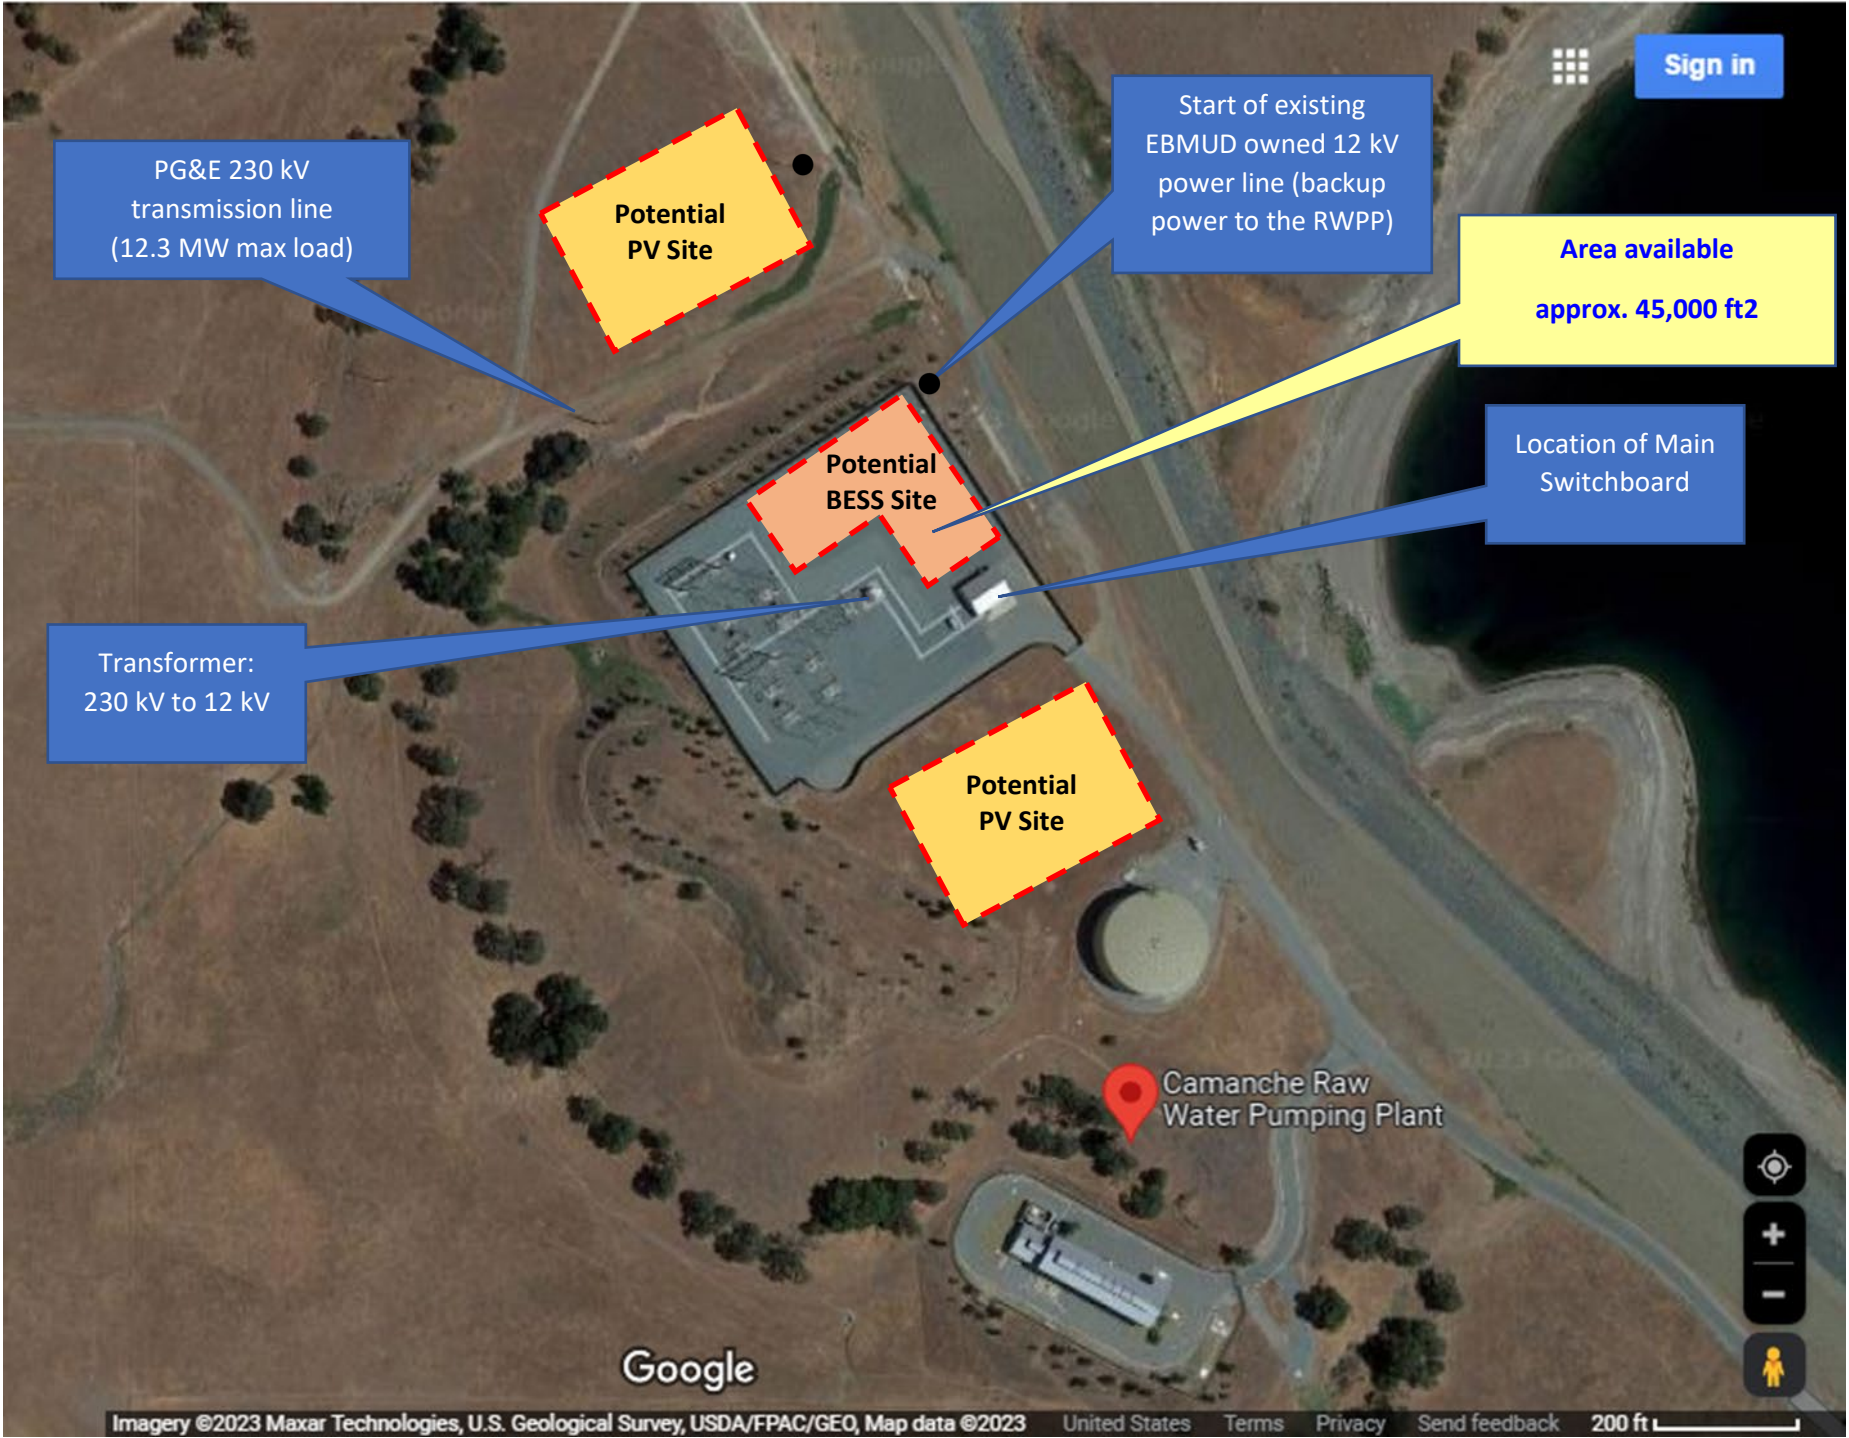 Sign in
PG&E 230 kV
transmission line
(12.3 MW max load)
Potential
PV Site
Start of existing
EBMUD owned 12 kV
power line (backup
power to the RWPP)
Area available
approx. 45,000 ft2
Potential
BESS Site
Location of Main
Switchboard
Transformer:
230 kV to 12 kV
Potential
PV Site
Camanche Raw
Water Pumping Plant
Google
Imagery ©2023 Maxar Technologies, U.S. Geological Survey, USDA/FPAC/GEO, Map data ©2023 United States Terms Privacy Send feedback 200 ft